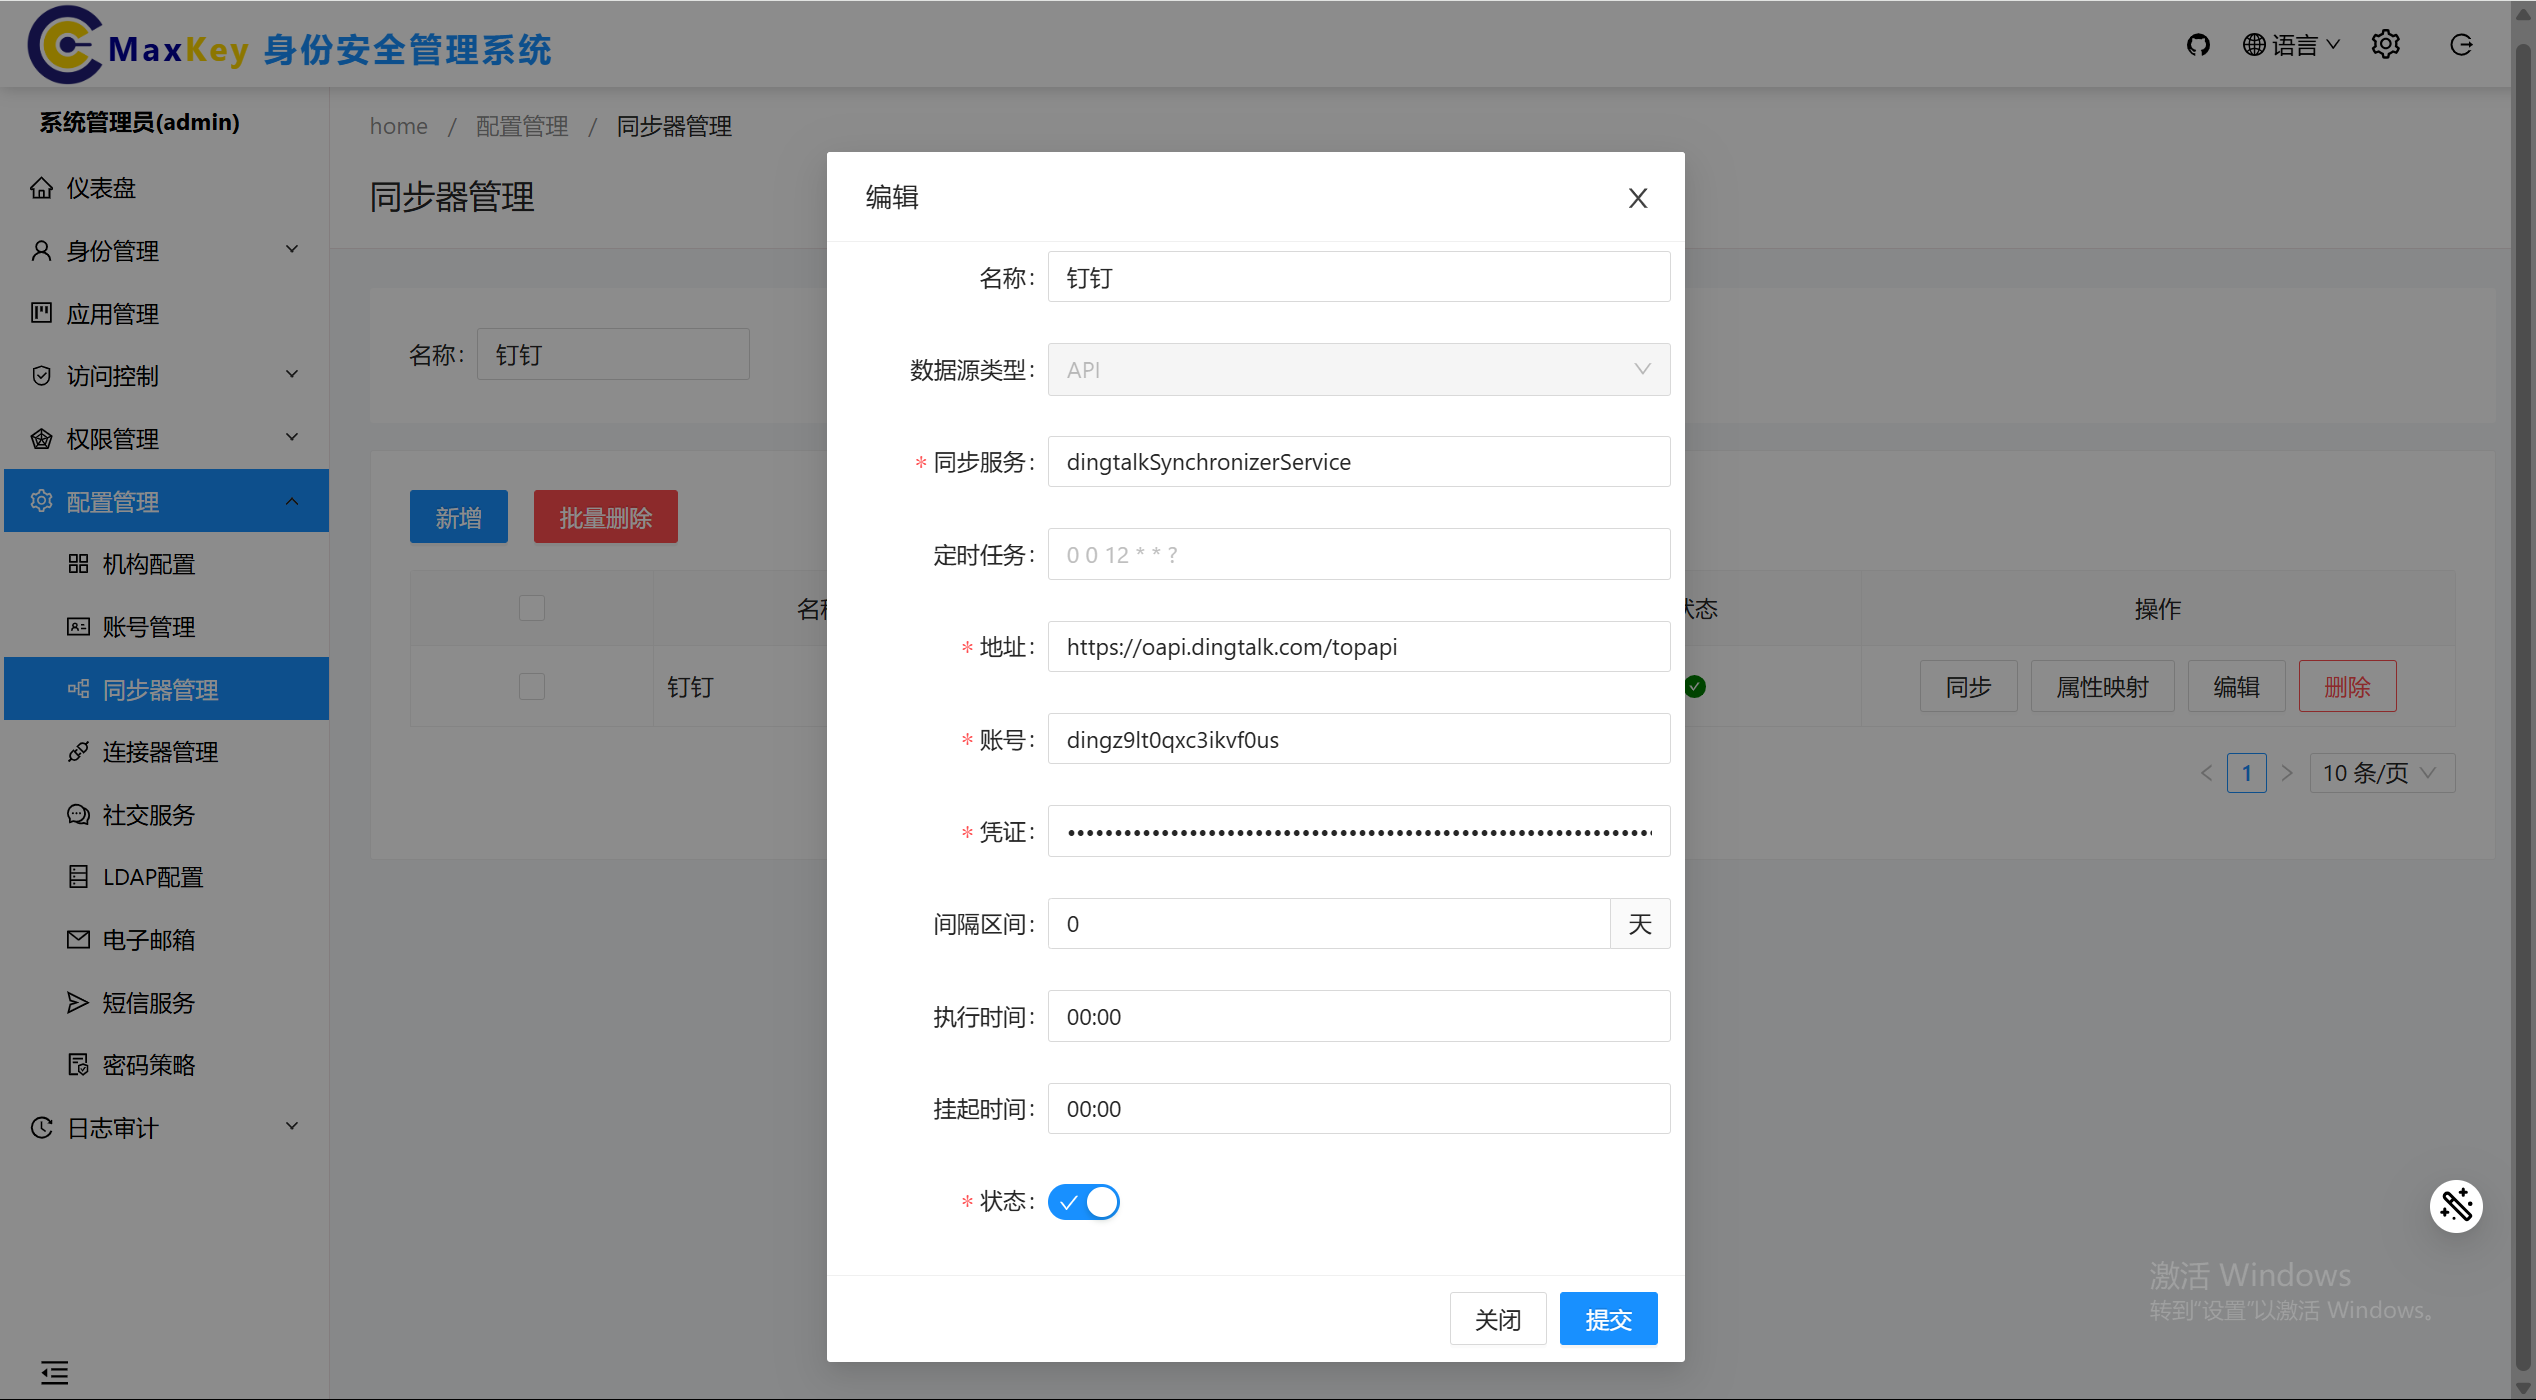 MaxKey 身份安全管理系统
语言
系统管理员(admin)
仪表盘
身份管理
应用管理
访问控制
权限管理
配置管理
机构配置
账号管理
同步器管理
连接器管理
社交服务
LDAP配置
电子邮箱
短信服务
密码策略
日志审计
home / 配置管理 / 同步器管理
同步器管理
名称: 钉钉
新增 批量删除
状态 操作
钉钉 同步 属性映射 编辑 删除
1 10 条/页
编辑
名称: 钉钉
数据源类型: API
* 同步服务: dingtalkSynchronizerService
定时任务: 0 0 12 * * ?
* 地址: https://oapi.dingtalk.com/topapi
* 账号: dingz9lt0qxc3ikvf0us
* 凭证: 
间隔区间: 0 天
执行时间: 00:00
挂起时间: 00:00
* 状态:
关闭 提交
激活 Windows
转到“设置”以激活 Windows。